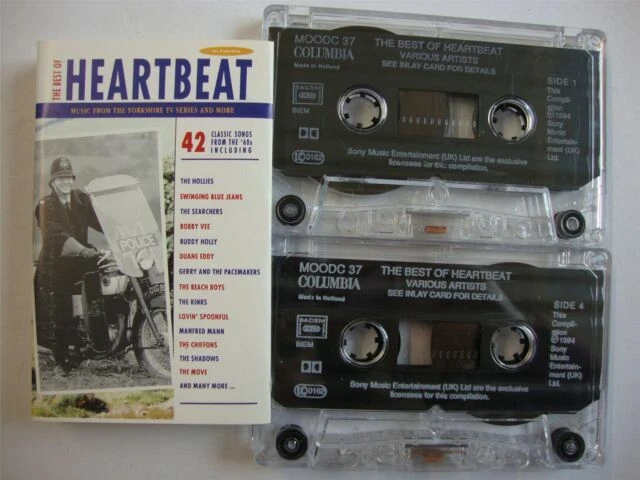 THE BEST OF
HEARTBEAT
MUSIC FROM THE YORKSHIRE TV SERIES AND MORE
42
CLASSIC SONGS
FROM THE '60s
INCLUDING
THE HOLLIES
SWINGING BLUE JEANS
THE SEARCHERS
BOBBY VEE
BUDDY HOLLY
DUANE EDDY
GERRY AND THE PACEMAKERS
THE BEACH BOYS
THE KINKS
LOVIN' SPOONFUL
MANFRED MANN
THE CHIFFONS
THE SHADOWS
THE MOVE
AND MANY MORE ...
POLICE
MOODC 37
COLUMBIA
Made in Holland
THE BEST OF HEARTBEAT
VARIOUS ARTISTS
SEE INLAY CARD FOR DETAILS
SIDE 1
This
Compil-
ation
℗1994
Sony
Music
Entertain-
ment (UK)
Ltd.
SACEM
BIEM
LC 0162
Sony Music Entertainment (UK) Ltd are the exclusive
licensees for this compilation.
MOODC 37
COLUMBIA
Made in Holland
THE BEST OF HEARTBEAT
VARIOUS ARTISTS
SEE INLAY CARD FOR DETAILS
SIDE 4
This
Compil-
ation
℗1994
Sony
Music
Entertain-
ment (UK)
Ltd.
SACEM
BIEM
LC 0162
Sony Music Entertainment (UK) Ltd are the exclusive
licensees for this compilation.